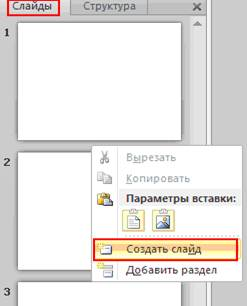 Слайды Структура
1
2
Вырезать
Копировать
Параметры вставки:
Создать слайд
Добавить раздел
3